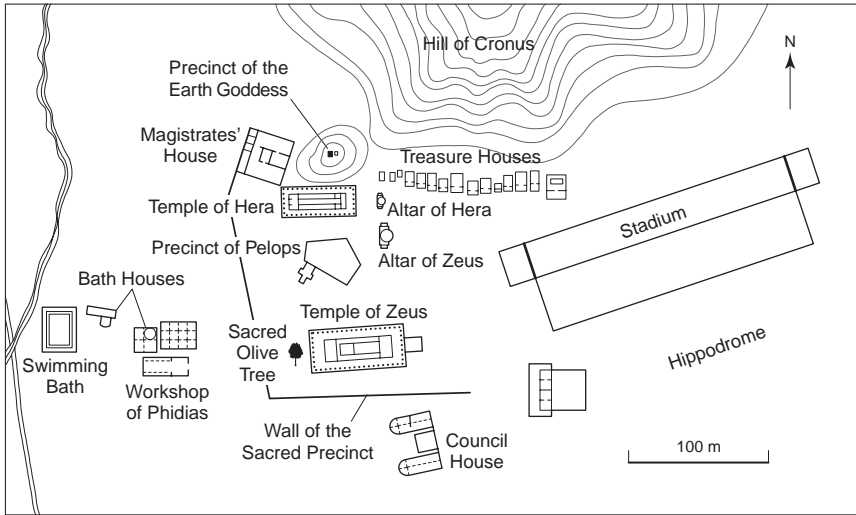 Hill of Cronus
N
Precinct of the
Earth Goddess
Magistrates'
House
Treasure Houses
Temple of Hera
Altar of Hera
Stadium
Precinct of Pelops
Altar of Zeus
Bath Houses
Temple of Zeus
Sacred
Olive
Tree
Hippodrome
Swimming
Bath
Workshop
of Phidias
Wall of the
Sacred Precinct
Council
House
100 m